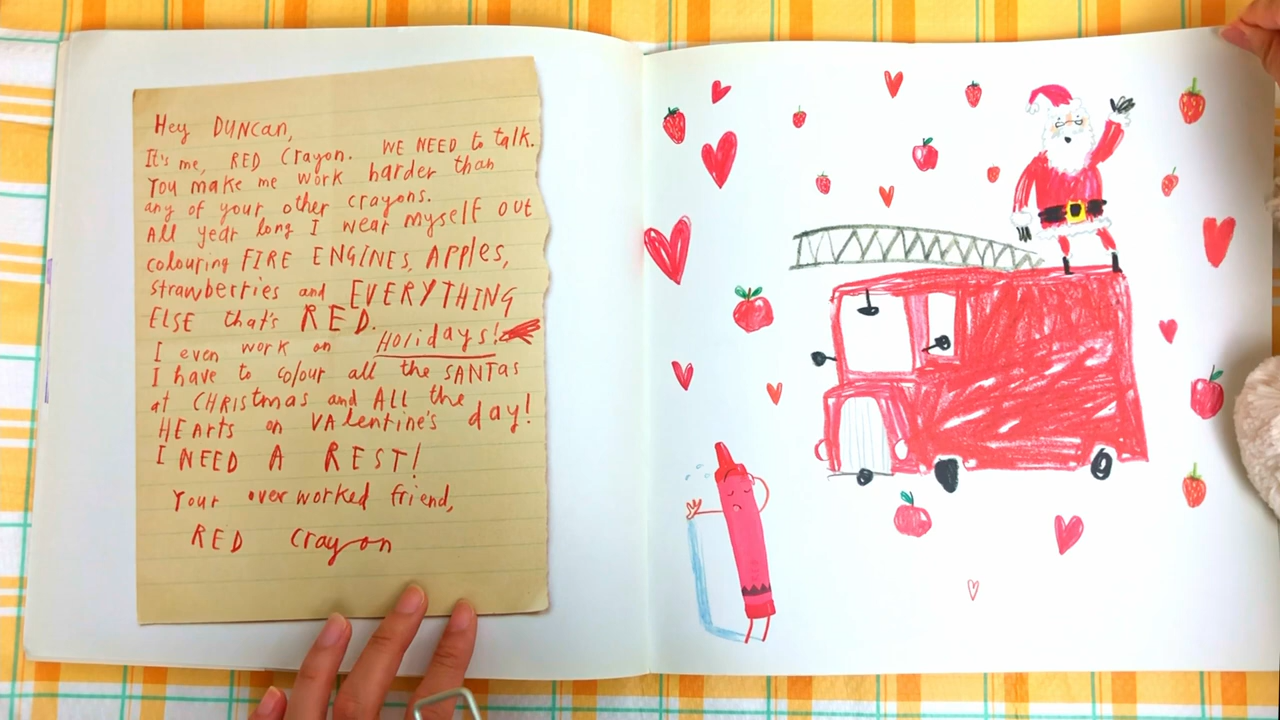 Hey DUNCan,
It's me, RED Crayon. WE NEED to talk.
You make me work harder than
any of your other crayons.
All year long I wear myself out
colouring FIRE ENGINES, APples,
strawberries and EVERYTHING
ELSE that's RED.
I even work on Holidays!
I have to colour all the SANTAs
at CHRIStmas and ALL the
HEArts on VAlentine's day!
I NEED A REST!
Your overworked friend,
RED Crayon